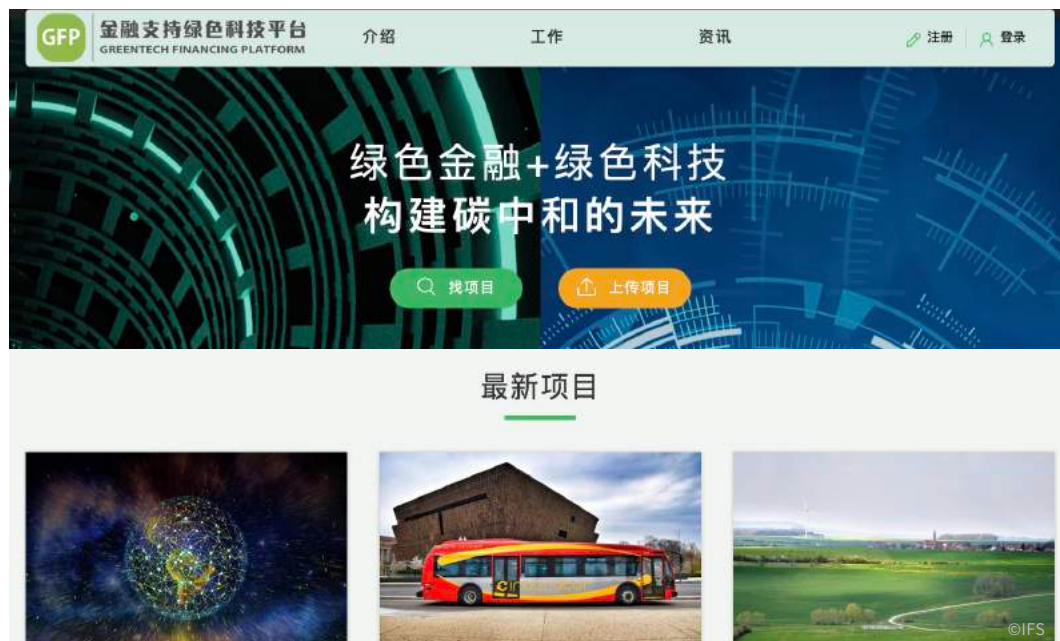 GFP
金融支持绿色科技平台
GREENTECH FINANCING PLATFORM
介绍
工作
资讯
注册
登录
绿色金融+绿色科技
构建碳中和的未来
找项目
上传项目
最新项目
©IFS